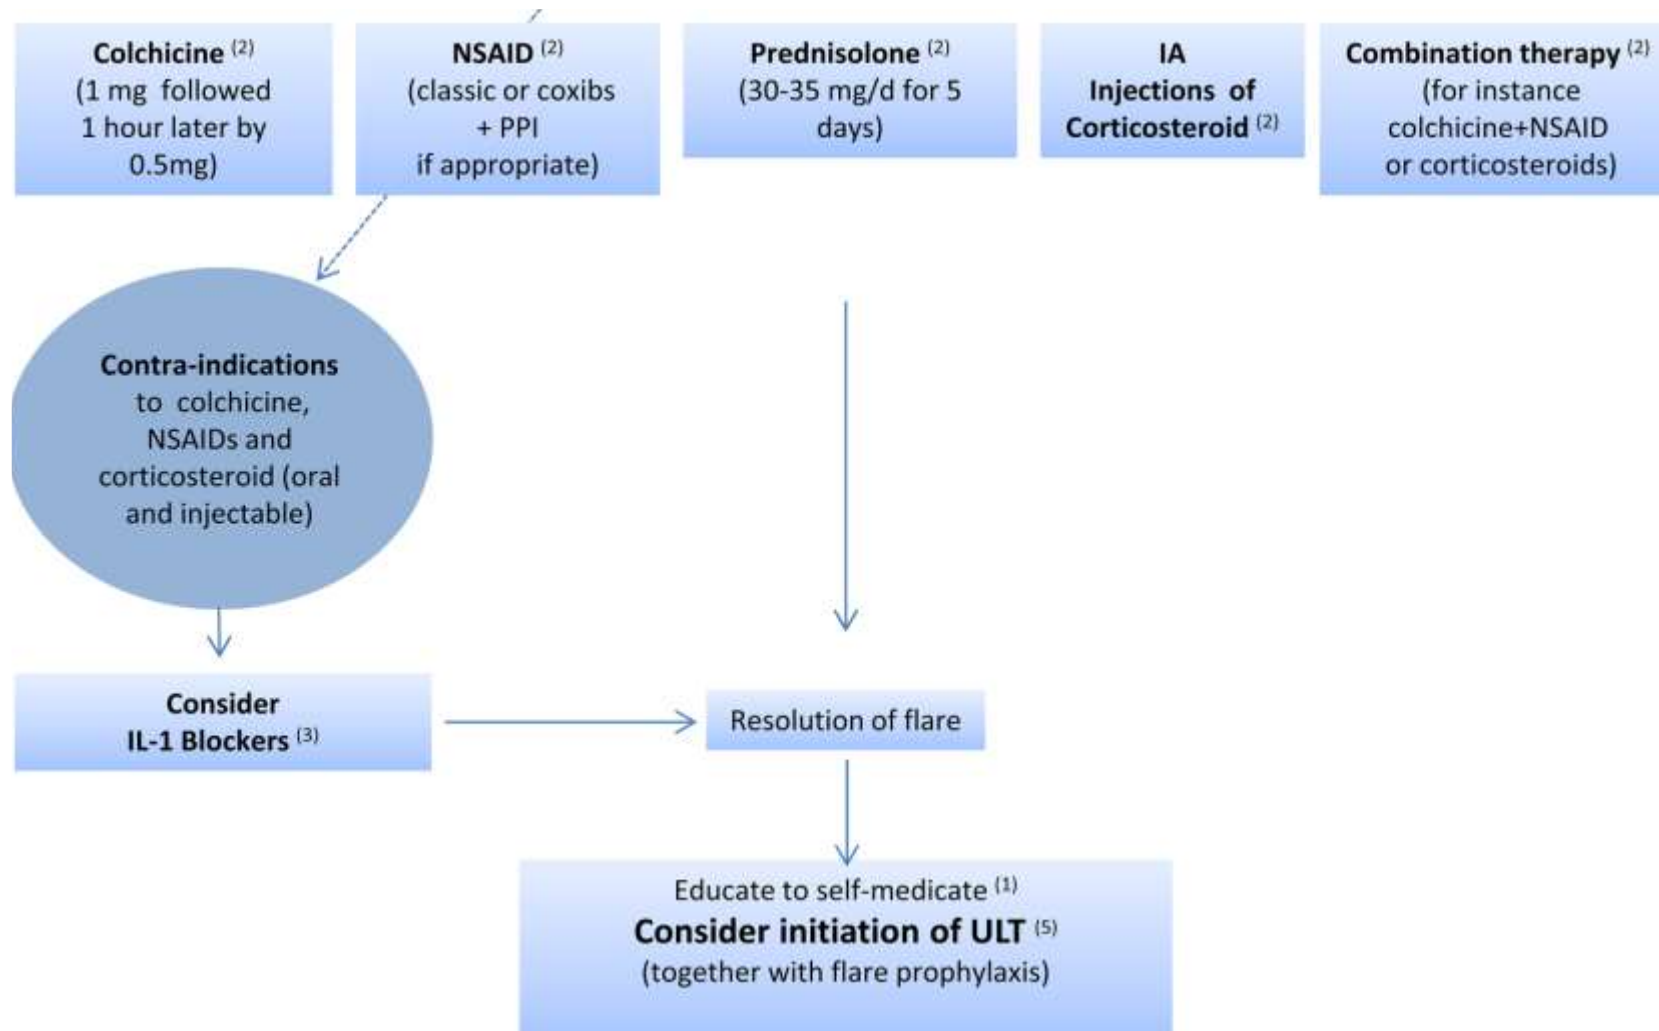 Colchicine (2)
(1 mg followed
1 hour later by
0.5mg)
NSAID (2)
(classic or coxibs
+ PPI
if appropriate)
Prednisolone (2)
(30-35 mg/d for 5
days)
IA
Injections of
Corticosteroid (2)
Combination therapy (2)
(for instance
colchicine+NSAID
or corticosteroids)
Contra-indications
to colchicine,
NSAIDs and
corticosteroid (oral
and injectable)
Consider
IL-1 Blockers (3)
Resolution of flare
Educate to self-medicate (1)
Consider initiation of ULT (5)
(together with flare prophylaxis)